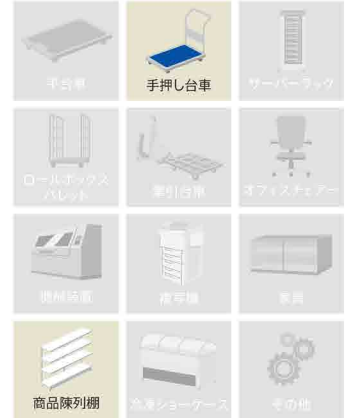 平台車
手押し台車
サーバーラック
ロールボックス
パレット
牽引台車
オフィスチェアー
機械装置
複写機
家具
商品陳列棚
冷凍ショーケース
その他